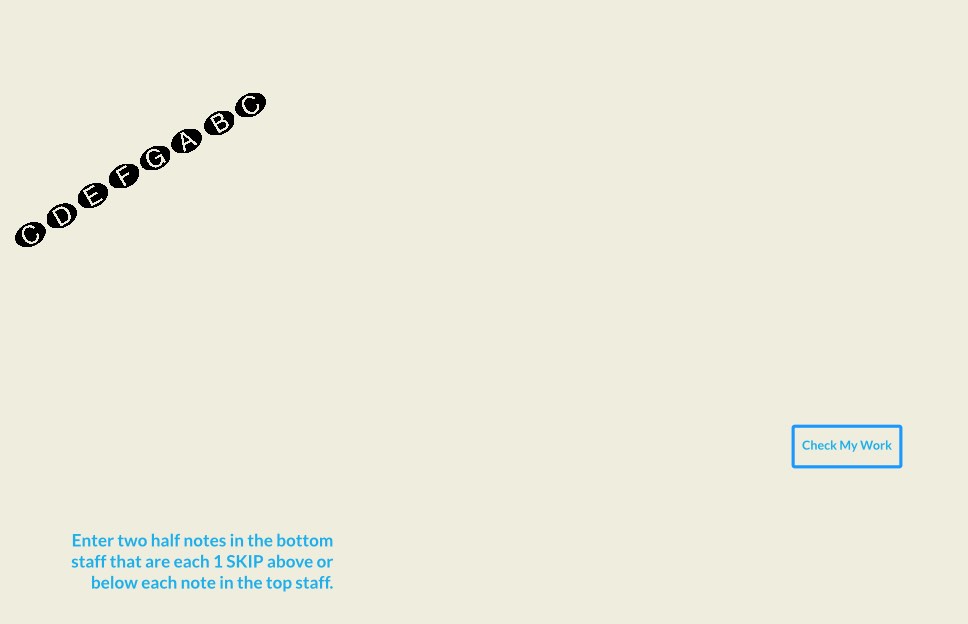 C D E F G A B C
Check My Work
Enter two half notes in the bottom
staff that are each 1 SKIP above or
below each note in the top staff.